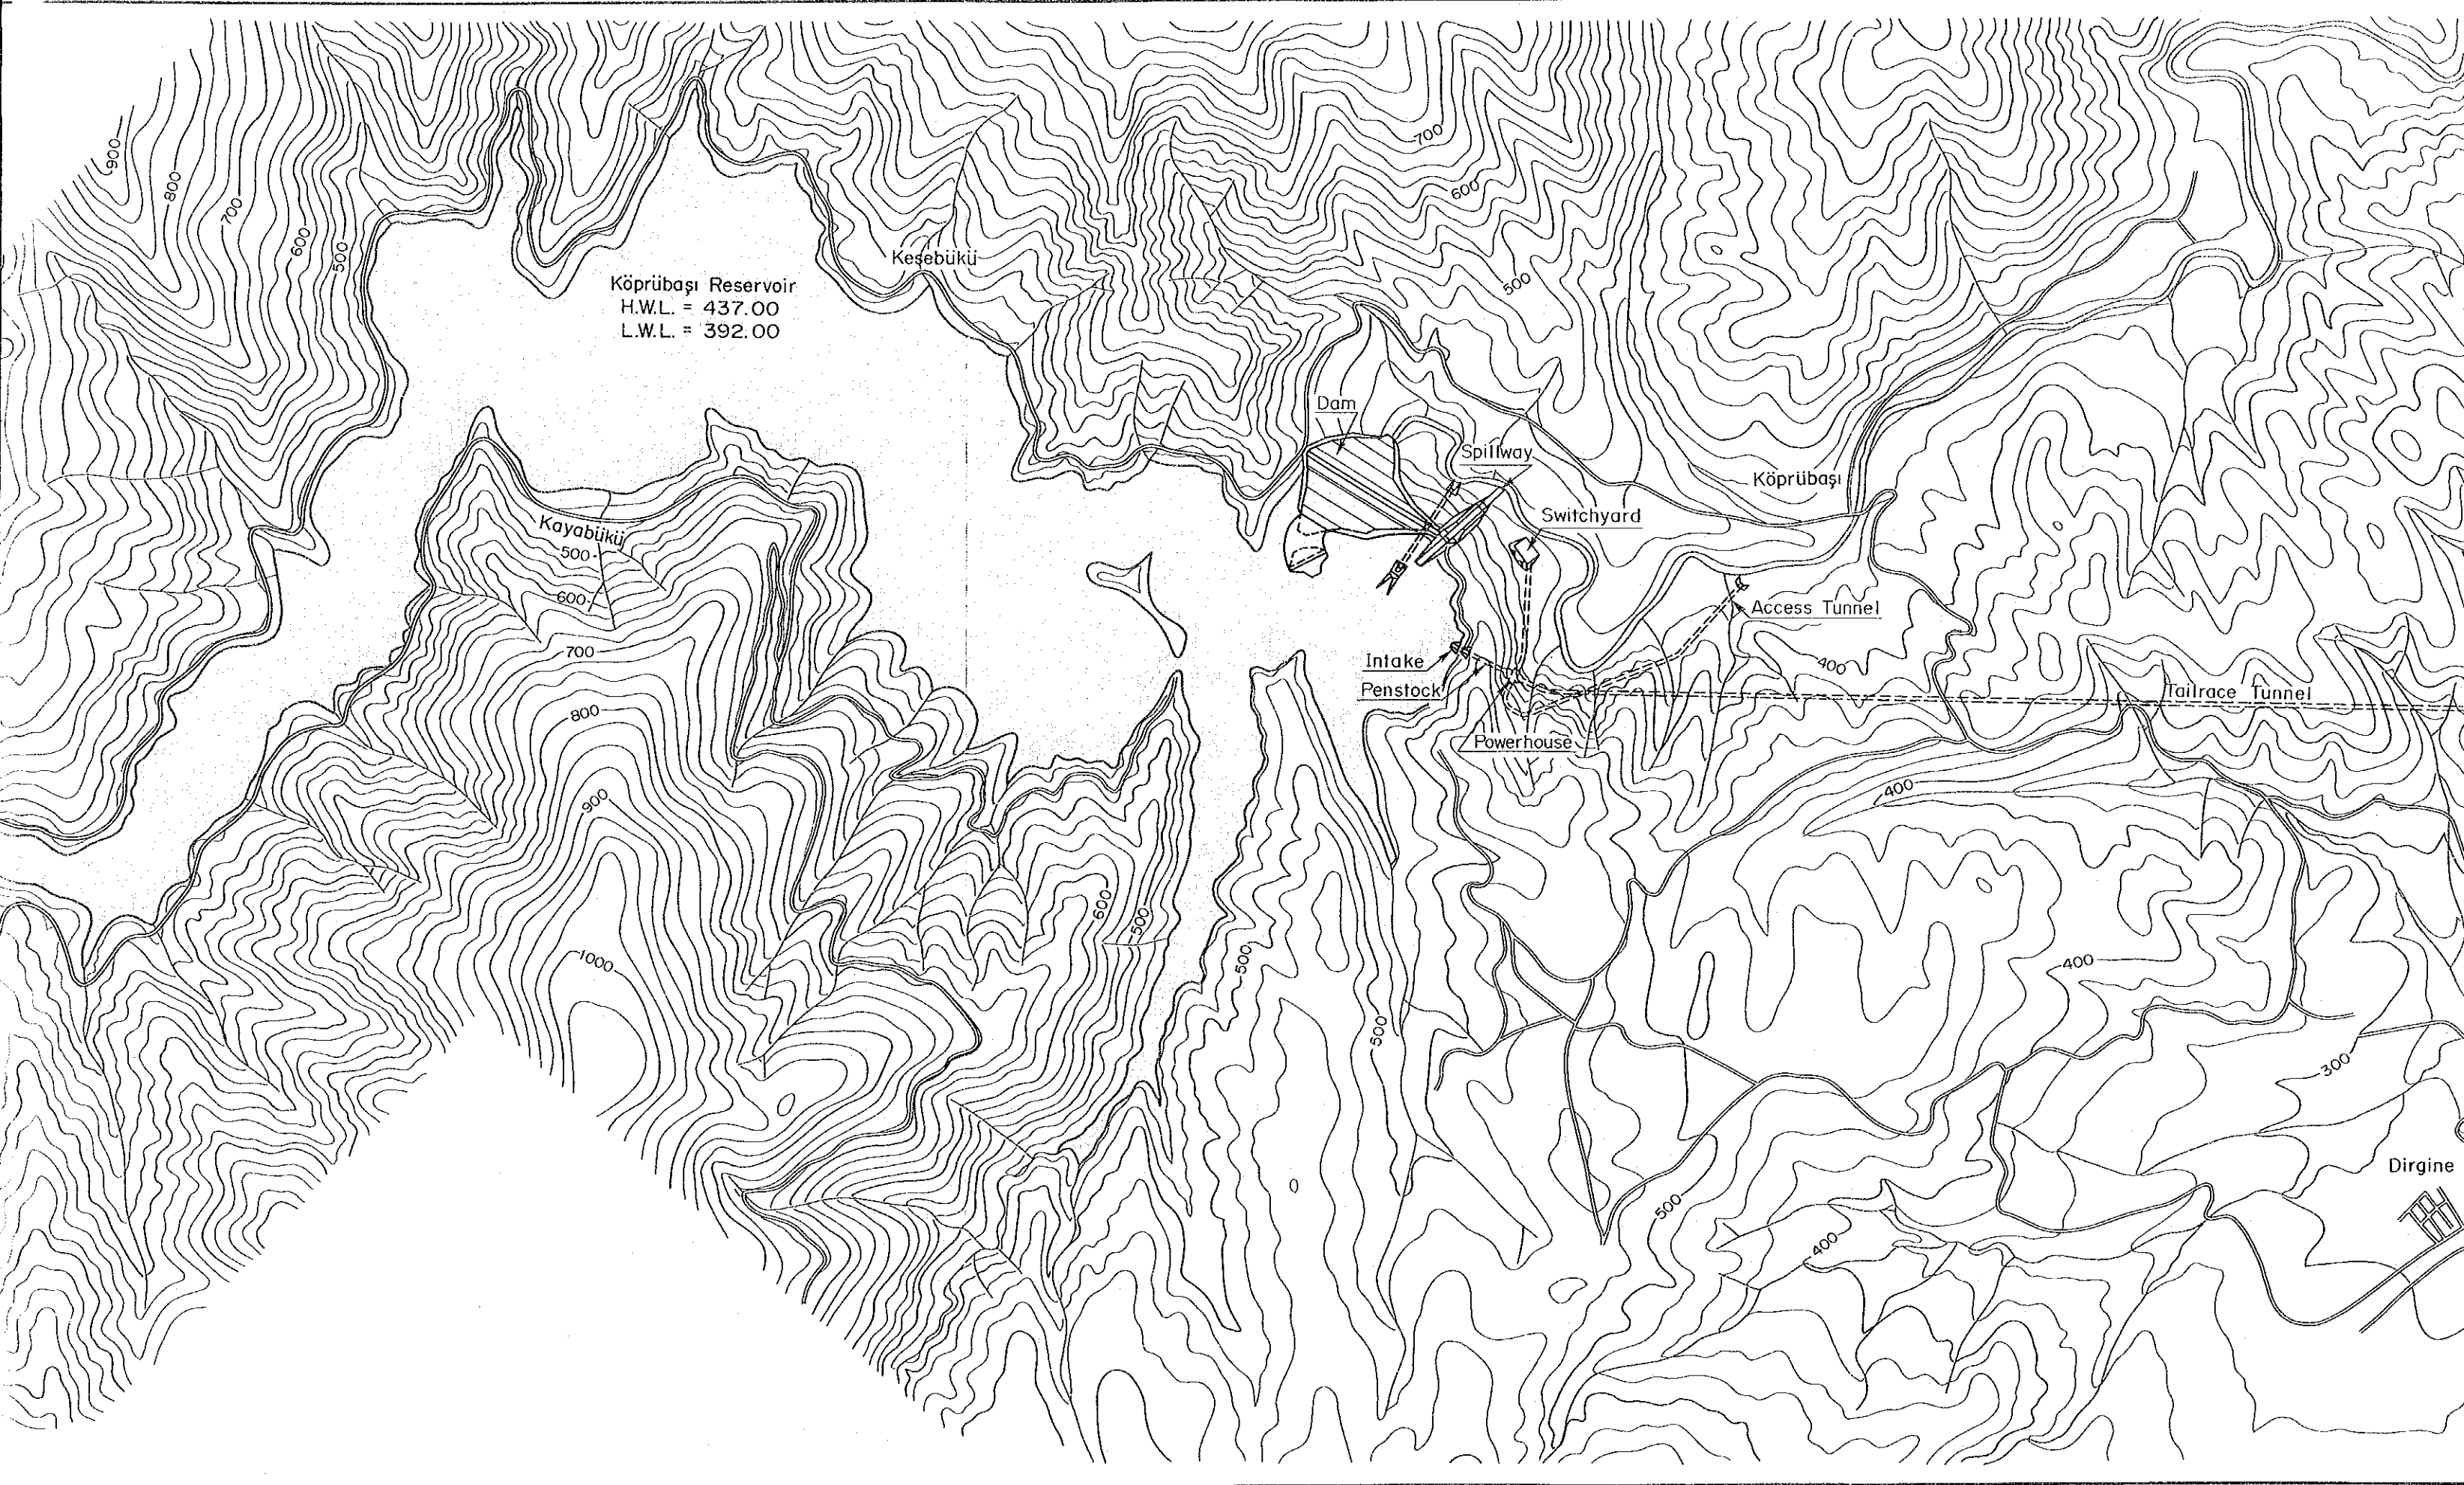 900
800
700
600
500
Köprübaşı Reservoir
H.W.L. = 437.00
L.W.L. = 392.00
Keşebükü
700
600
500
Dam
Spillway
Switchyard
Köprübaşı
Access Tunnel
Intake
Penstock
Powerhouse
400
Tailrace Tunnel
Kayabükü
500
600
700
800
900
1000
600
500
500
500
400
400
300
500
400
Dirgine